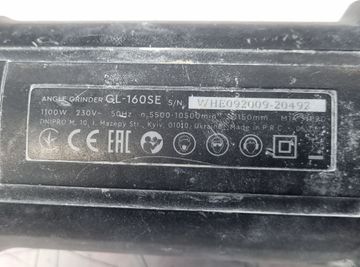 ANGLE GRINDER GL-160SE S/N WHE092009-20492
1100W 230V~ 50Hz n 5500-10500min⁻¹ 150mm M14
DNIPRO M, 10, I. Mazepy Str., Kyiv, 01010, Ukraine Made in P.R.C.